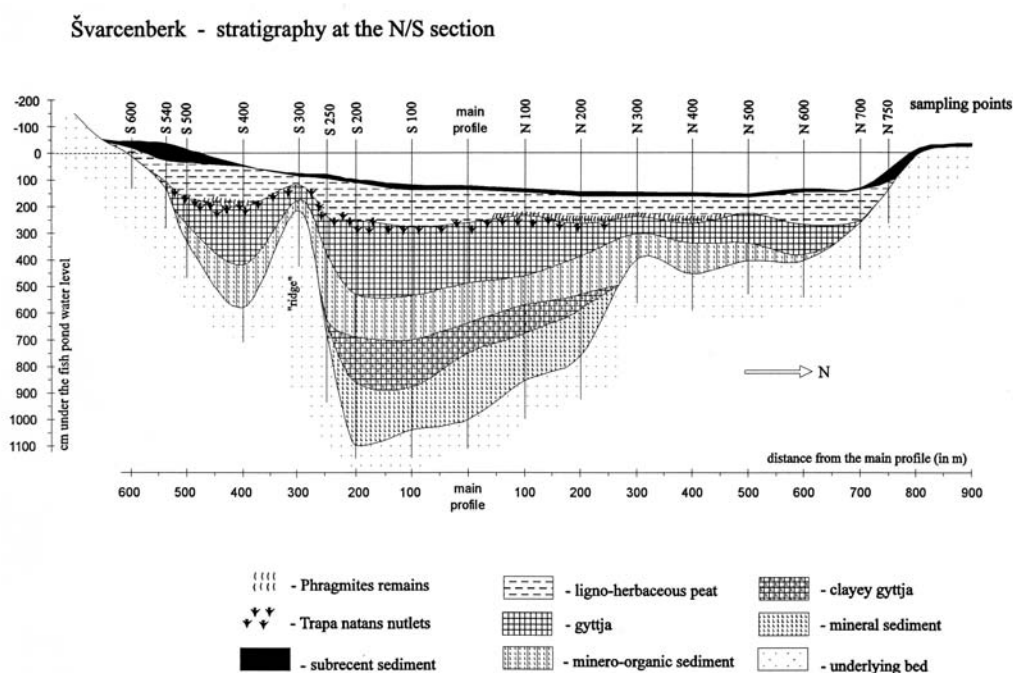 Švarcenberk - stratigraphy at the N/S section
S 600
S 540
S 500
S 400
S 300
S 250
S 200
S 100
main
profile
N 100
N 200
N 300
N 400
N 500
N 600
N 700
N 750
sampling points
-200
-100
0
100
200
300
400
500
600
700
800
900
1000
1100
cm under the fish pond water level
"ridge"
N
distance from the main profile (in m)
600 500 400 300 200 100 main profile 100 200 300 400 500 600 700 800 900
- Phragmites remains
- Trapa natans nutlets
- subrecent sediment
- ligno-herbaceous peat
- gyttja
- minero-organic sediment
- clayey gyttja
- mineral sediment
- underlying bed